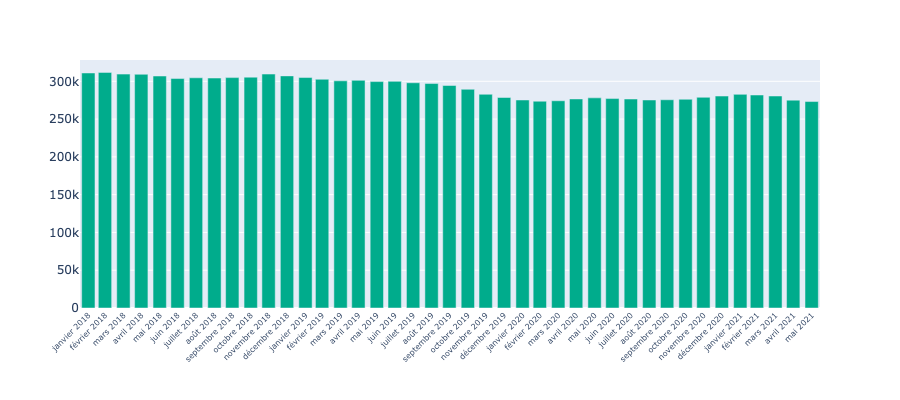 300k
250k
200k
150k
100k
50k
0
janvier 2018
février 2018
mars 2018
avril 2018
mai 2018
juin 2018
juillet 2018
août 2018
septembre 2018
octobre 2018
novembre 2018
décembre 2018
janvier 2019
février 2019
mars 2019
avril 2019
mai 2019
juin 2019
juillet 2019
août 2019
septembre 2019
octobre 2019
novembre 2019
décembre 2019
janvier 2020
février 2020
mars 2020
avril 2020
mai 2020
juin 2020
juillet 2020
août 2020
septembre 2020
octobre 2020
novembre 2020
décembre 2020
janvier 2021
février 2021
mars 2021
avril 2021
mai 2021